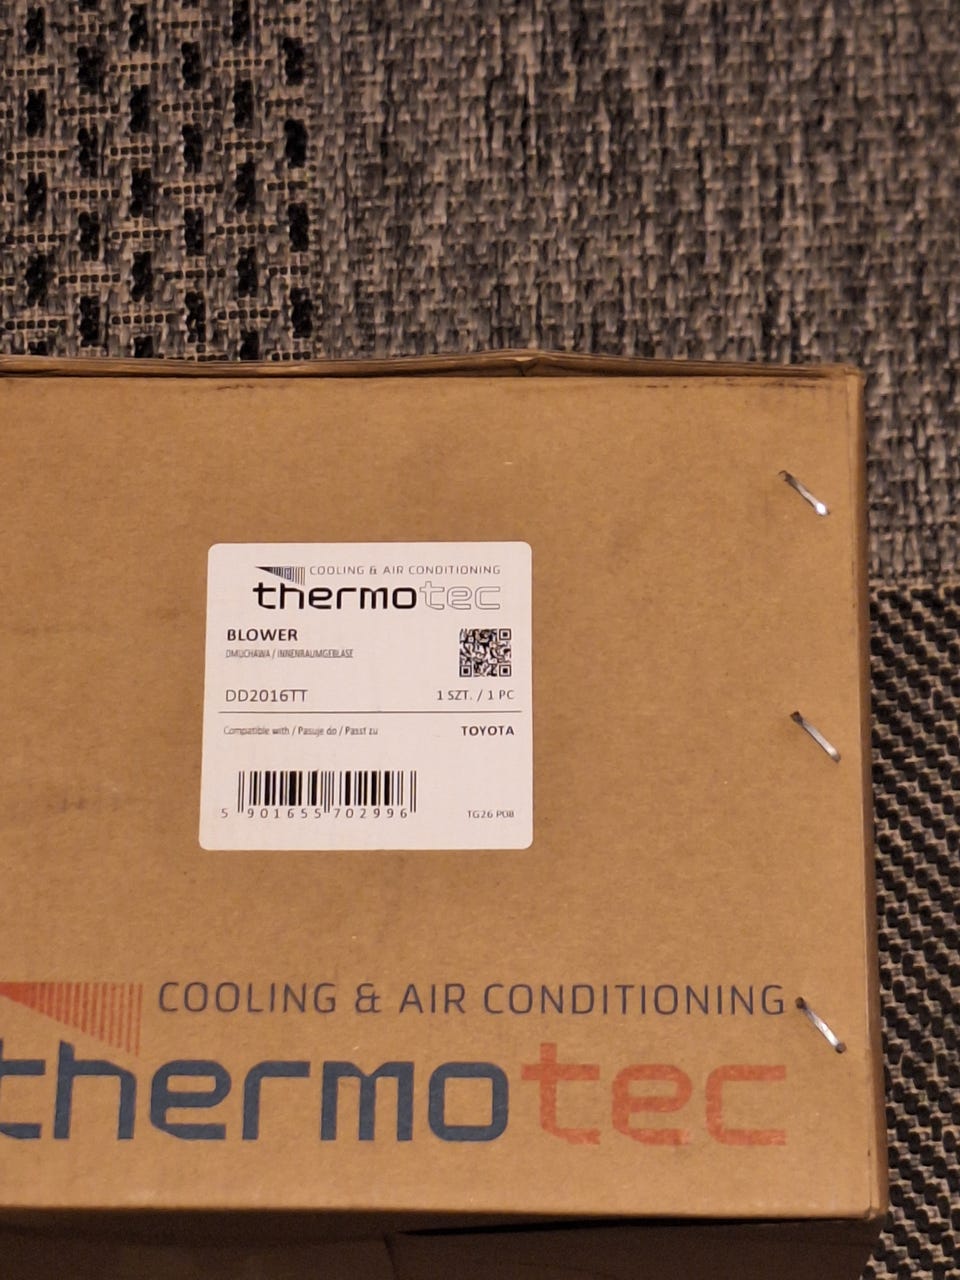 COOLING & AIR CONDITIONING
thermotec
BLOWER
DMUCHAWA / INNENRAUMGEBLÄSE
DD2016TT
1 SZT. / 1 PC
Compatible with / Pasuje do / Passt zu
TOYOTA
5 901655 702996
TG26 P08
COOLING & AIR CONDITIONING
thermotec